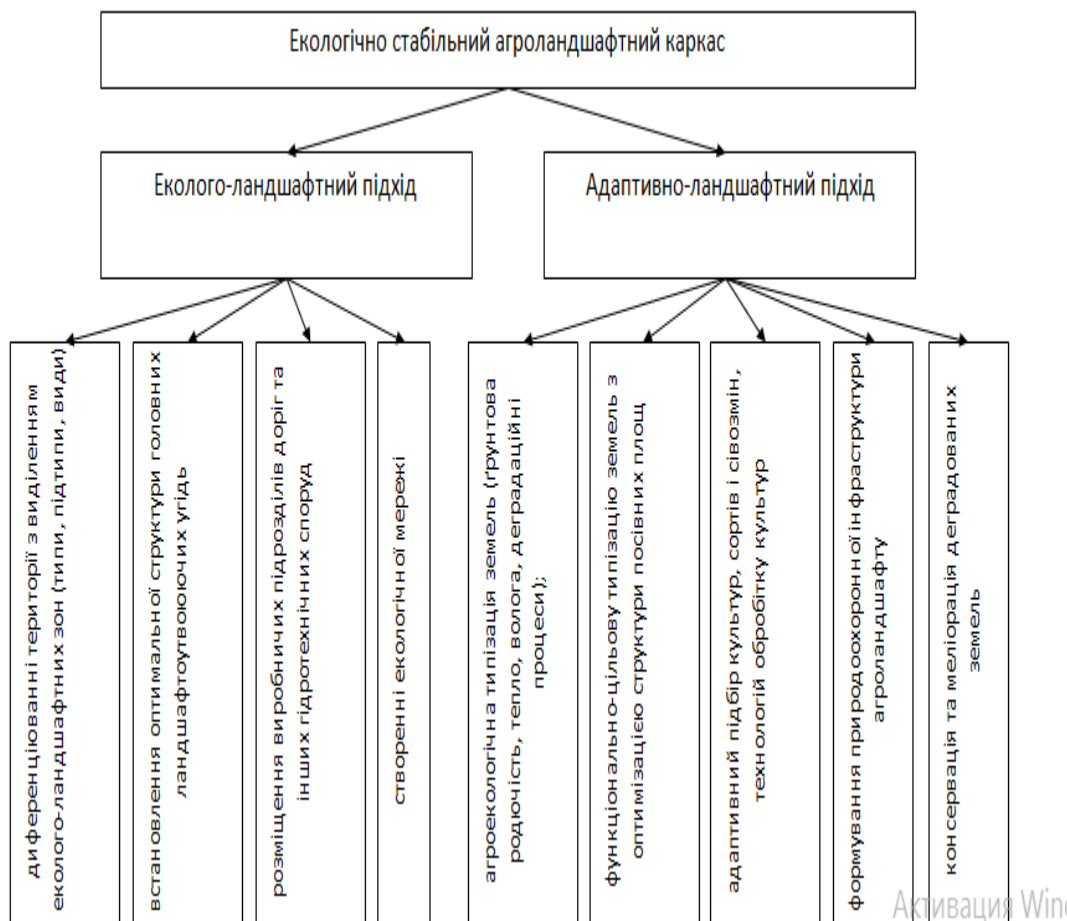 Екологічно стабільний агроландшафтний каркас
Еколого-ландшафтний підхід
Адаптивно-ландшафтний підхід
диференціюванні території з виділенням
еколого-ландшафтних зон (типи, підтипи, види)
встановлення оптимальної структури головних
ландшафтоутвоюючих угідь
розміщення виробничих підрозділів доріг та
інших гідротехнічних споруд
створенні екологічної мережі
агроекологічна типізація земель (ґрунтова
родючість, тепло, волога, деградаційні
процеси);
функціонально-цільову типізацію земель з
оптимізацією структури посівних площ
адаптивний підбір культур, сортів і сівозмін,
технологій обробітку культур
формування природоохоронної інфраструктури
агроландшафту
консервація та меліорація деградованих
земель
Активация Wind